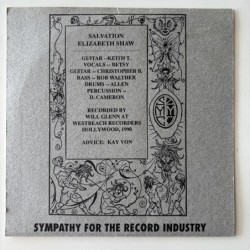 SALVATION
ELIZABETH SHAW
GUITAR -KEITH T.
VOCALS -- BETSY
GUITAR -- CHRISTOPHER B.
BASS -- ROB WALTHER
DRUMS -- ALLEN
PERCUSSION --
D. CAMERON
RECORDED BY
WILL GLENN AT
WESTBEACH RECORDERS
HOLLYWOOD, 1990
ADVICE: KAY VON
SYMPATHY FOR THE RECORD INDUSTRY